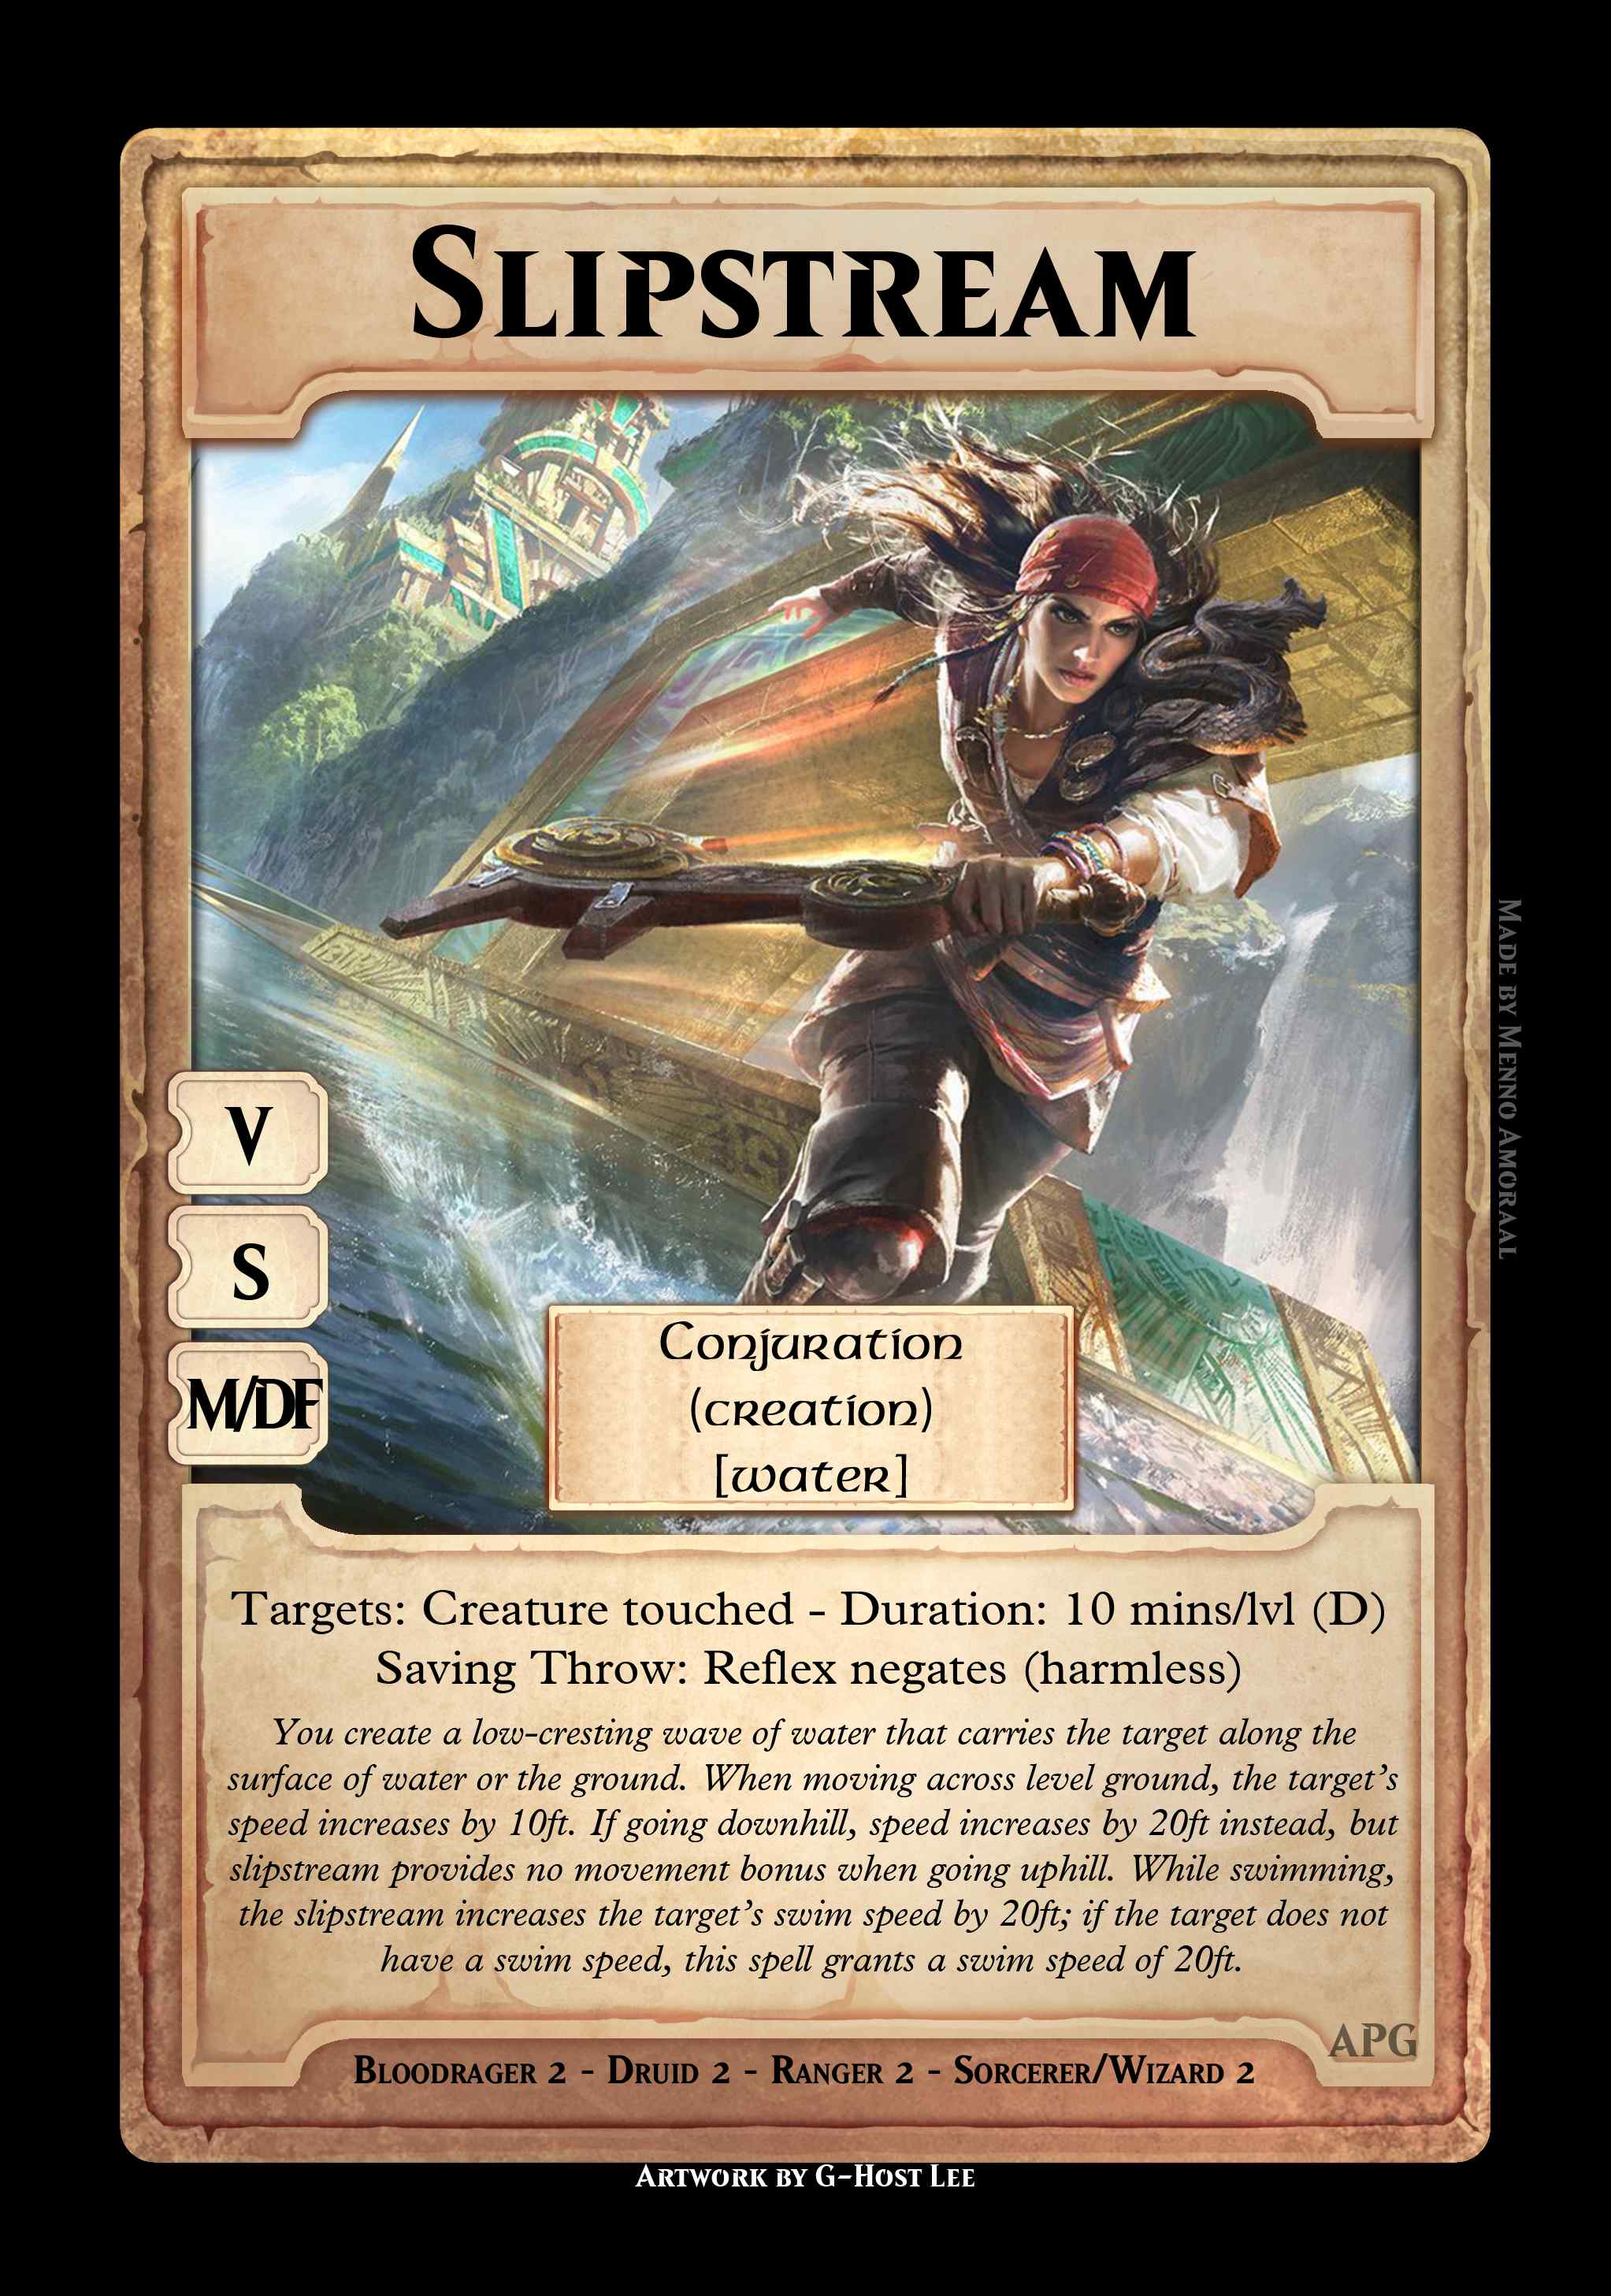 Slipstream
V
S
M/DF
Conjuration
(creation)
[water]
Targets: Creature touched - Duration: 10 mins/lvl (D)
Saving Throw: Reflex negates (harmless)
You create a low-cresting wave of water that carries the target along the
surface of water or the ground. When moving across level ground, the target's
speed increases by 10ft. If going downhill, speed increases by 20ft instead, but
slipstream provides no movement bonus when going uphill. While swimming,
the slipstream increases the target's swim speed by 20ft; if the target does not
have a swim speed, this spell grants a swim speed of 20ft.
APG
Bloodrager 2 - Druid 2 - Ranger 2 - Sorcerer/Wizard 2
Artwork by G-Host Lee
Made by Menno Amoraal